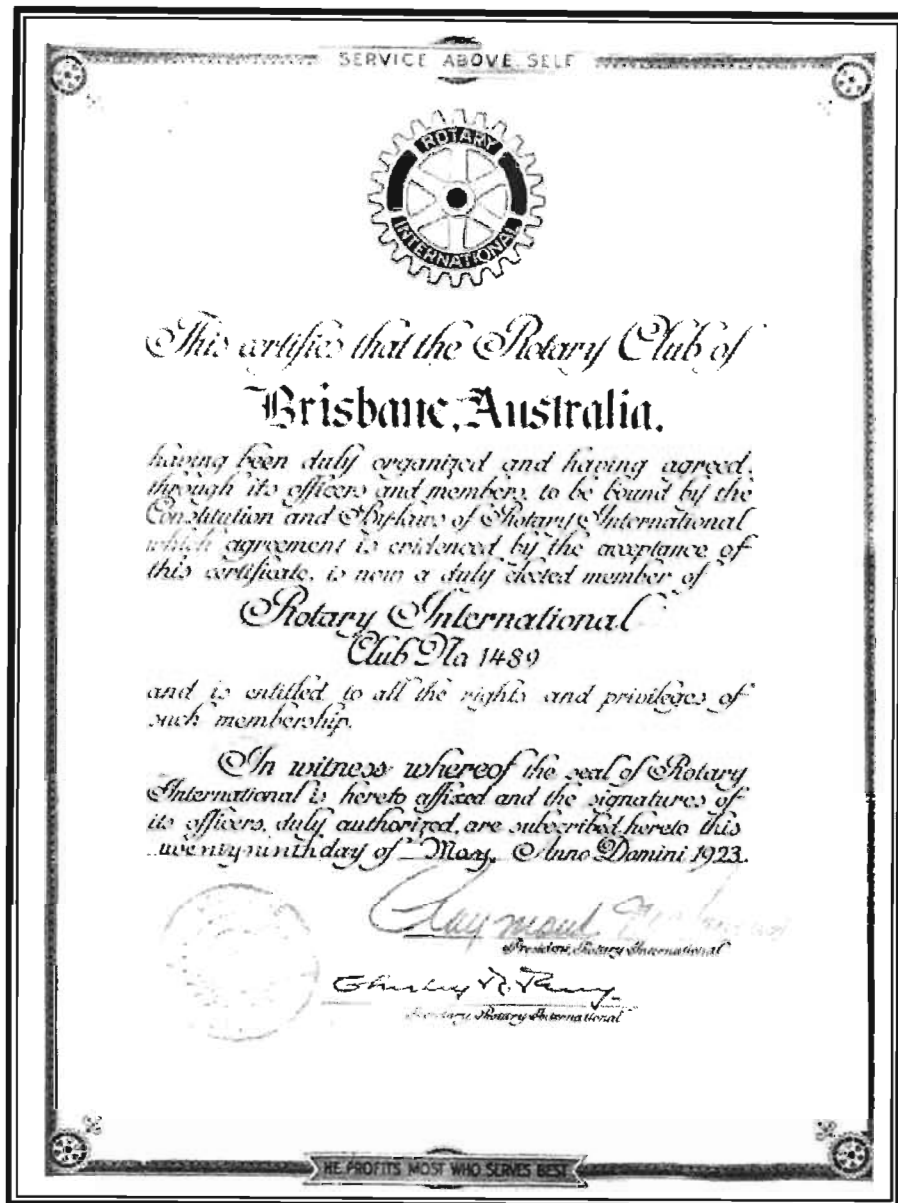 SERVICE ABOVE SELF
ROTARY
INTERNATIONAL
This certifies that the Rotary Club of
Brisbane, Australia.
having been duly organized and having agreed,
through its officers and members, to be bound by the
Constitution and By-laws of Rotary International
which agreement is evidenced by the acceptance of
this certificate, is now a duly elected member of
Rotary International
Club No 1489
and is entitled to all the rights and privileges of
such membership.
In witness whereof the seal of Rotary
International is hereto affixed and the signatures of
its officers, duly authorized, are subscribed hereto this
twenty ninth day of May, Anno Domini 1923.
Raymond
President, Rotary International
Secretary, Rotary International
HE PROFITS MOST WHO SERVES BEST